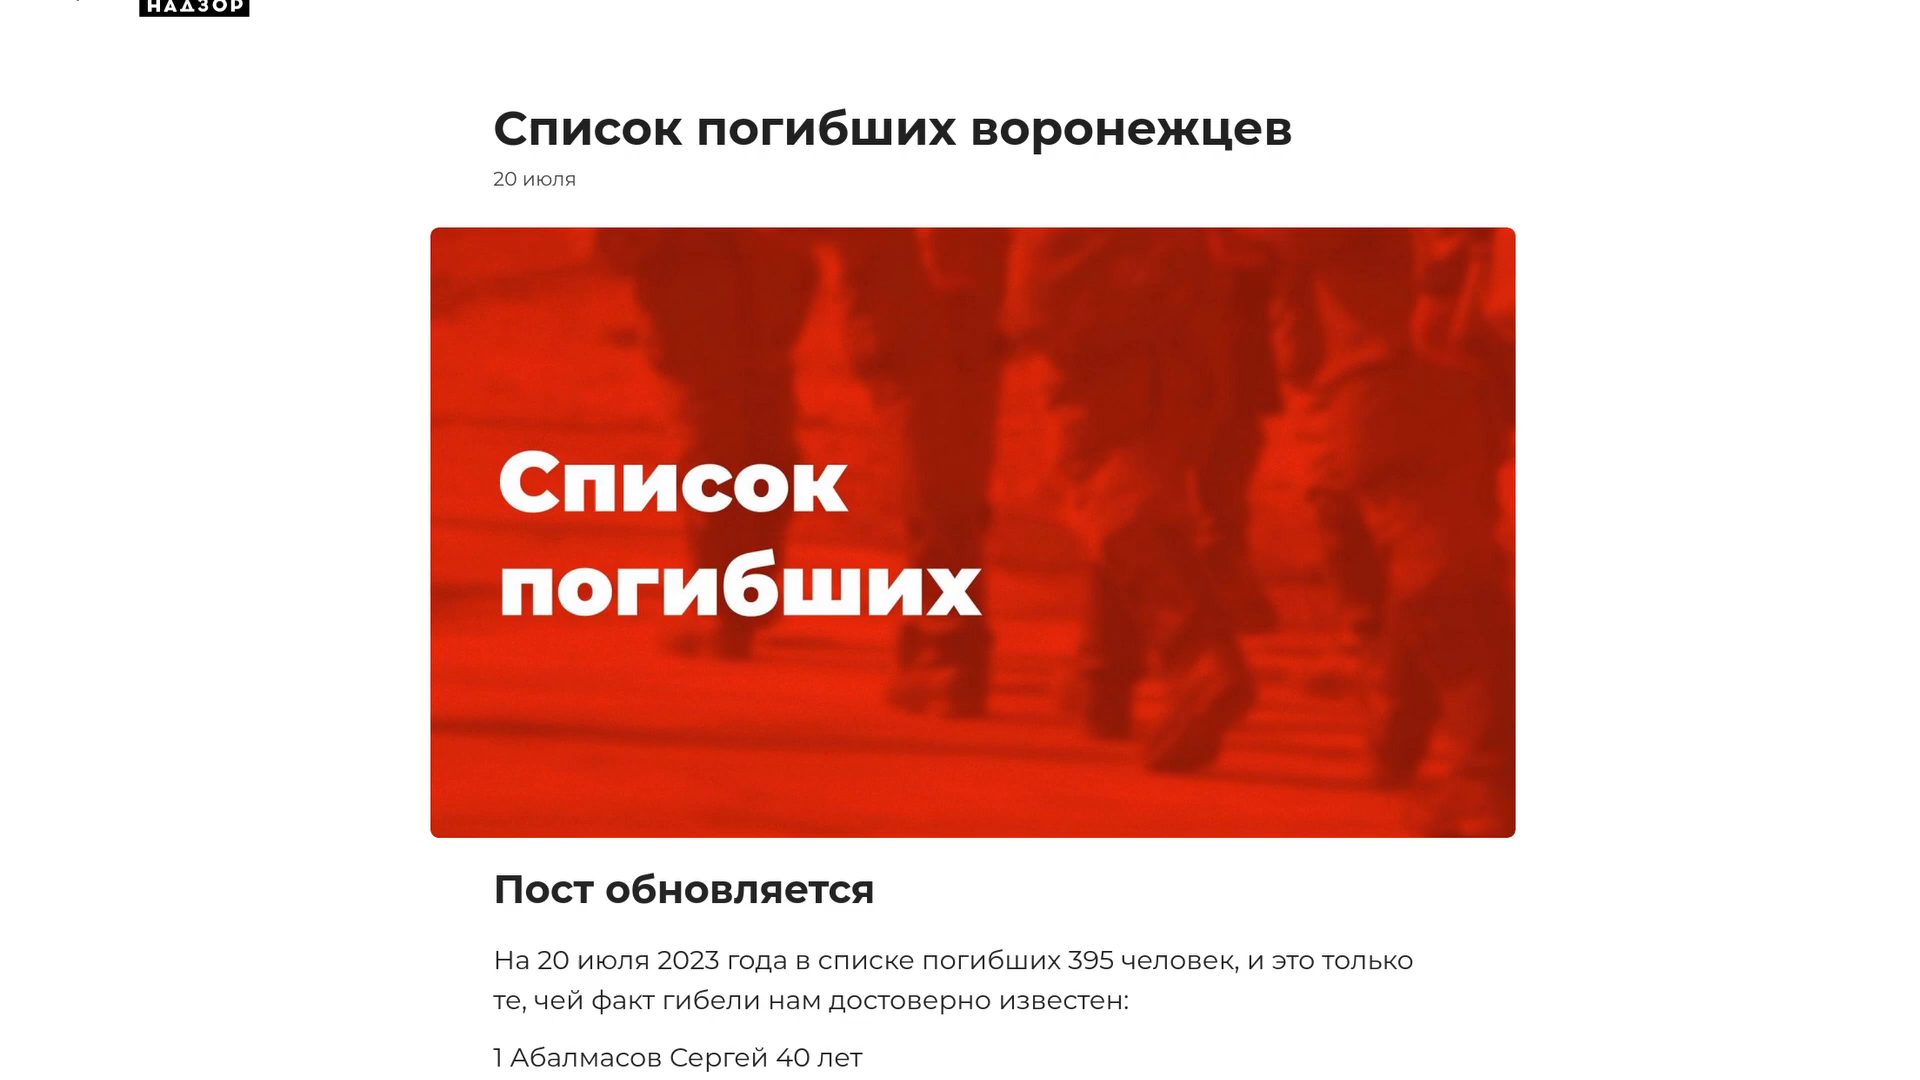 НАДЗОР
Список погибших воронежцев
20 июля
Список
погибших
Пост обновляется
На 20 июля 2023 года в списке погибших 395 человек, и это только
те, чей факт гибели нам достоверно известен:
1 Абалмасов Сергей 40 лет